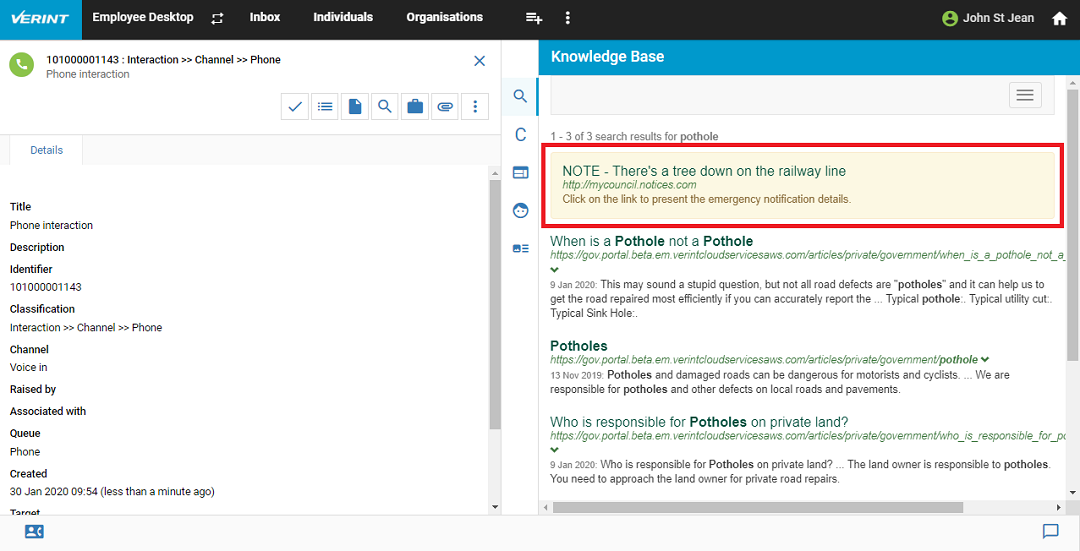 VERINT Employee Desktop Inbox Individuals Organisations John St Jean
101000001143 : Interaction >> Channel >> Phone
Phone interaction
Details
Title
Phone interaction
Description
Identifier
101000001143
Classification
Interaction >> Channel >> Phone
Channel
Voice in
Raised by
Associated with
Queue
Phone
Created
30 Jan 2020 09:54 (less than a minute ago)
Target
C
Knowledge Base
1 - 3 of 3 search results for pothole
NOTE - There's a tree down on the railway line
http://mycouncil.notices.com
Click on the link to present the emergency notification details.
When is a Pothole not a Pothole
https://gov.portal.beta.em.verintcloudservicesaws.com/articles/private/government/when_is_a_pothole_not_a_
9 Jan 2020: This may sound a stupid question, but not all road defects are "potholes" and it can help us to
get the road repaired most efficiently if you can accurately report the ... Typical pothole:. Typical utility cut:.
Typical Sink Hole:.
Potholes
https://gov.portal.beta.em.verintcloudservicesaws.com/articles/private/government/pothole
13 Nov 2019: Potholes and damaged roads can be dangerous for motorists and cyclists. ... We are
responsible for potholes and other defects on local roads and pavements.
Who is responsible for Potholes on private land?
https://gov.portal.beta.em.verintcloudservicesaws.com/articles/private/government/who_is_responsible_for_po
9 Jan 2020: Who is responsible for Potholes on private land? ... The land owner is responsible to potholes.
You need to approach the land owner for private road repairs.